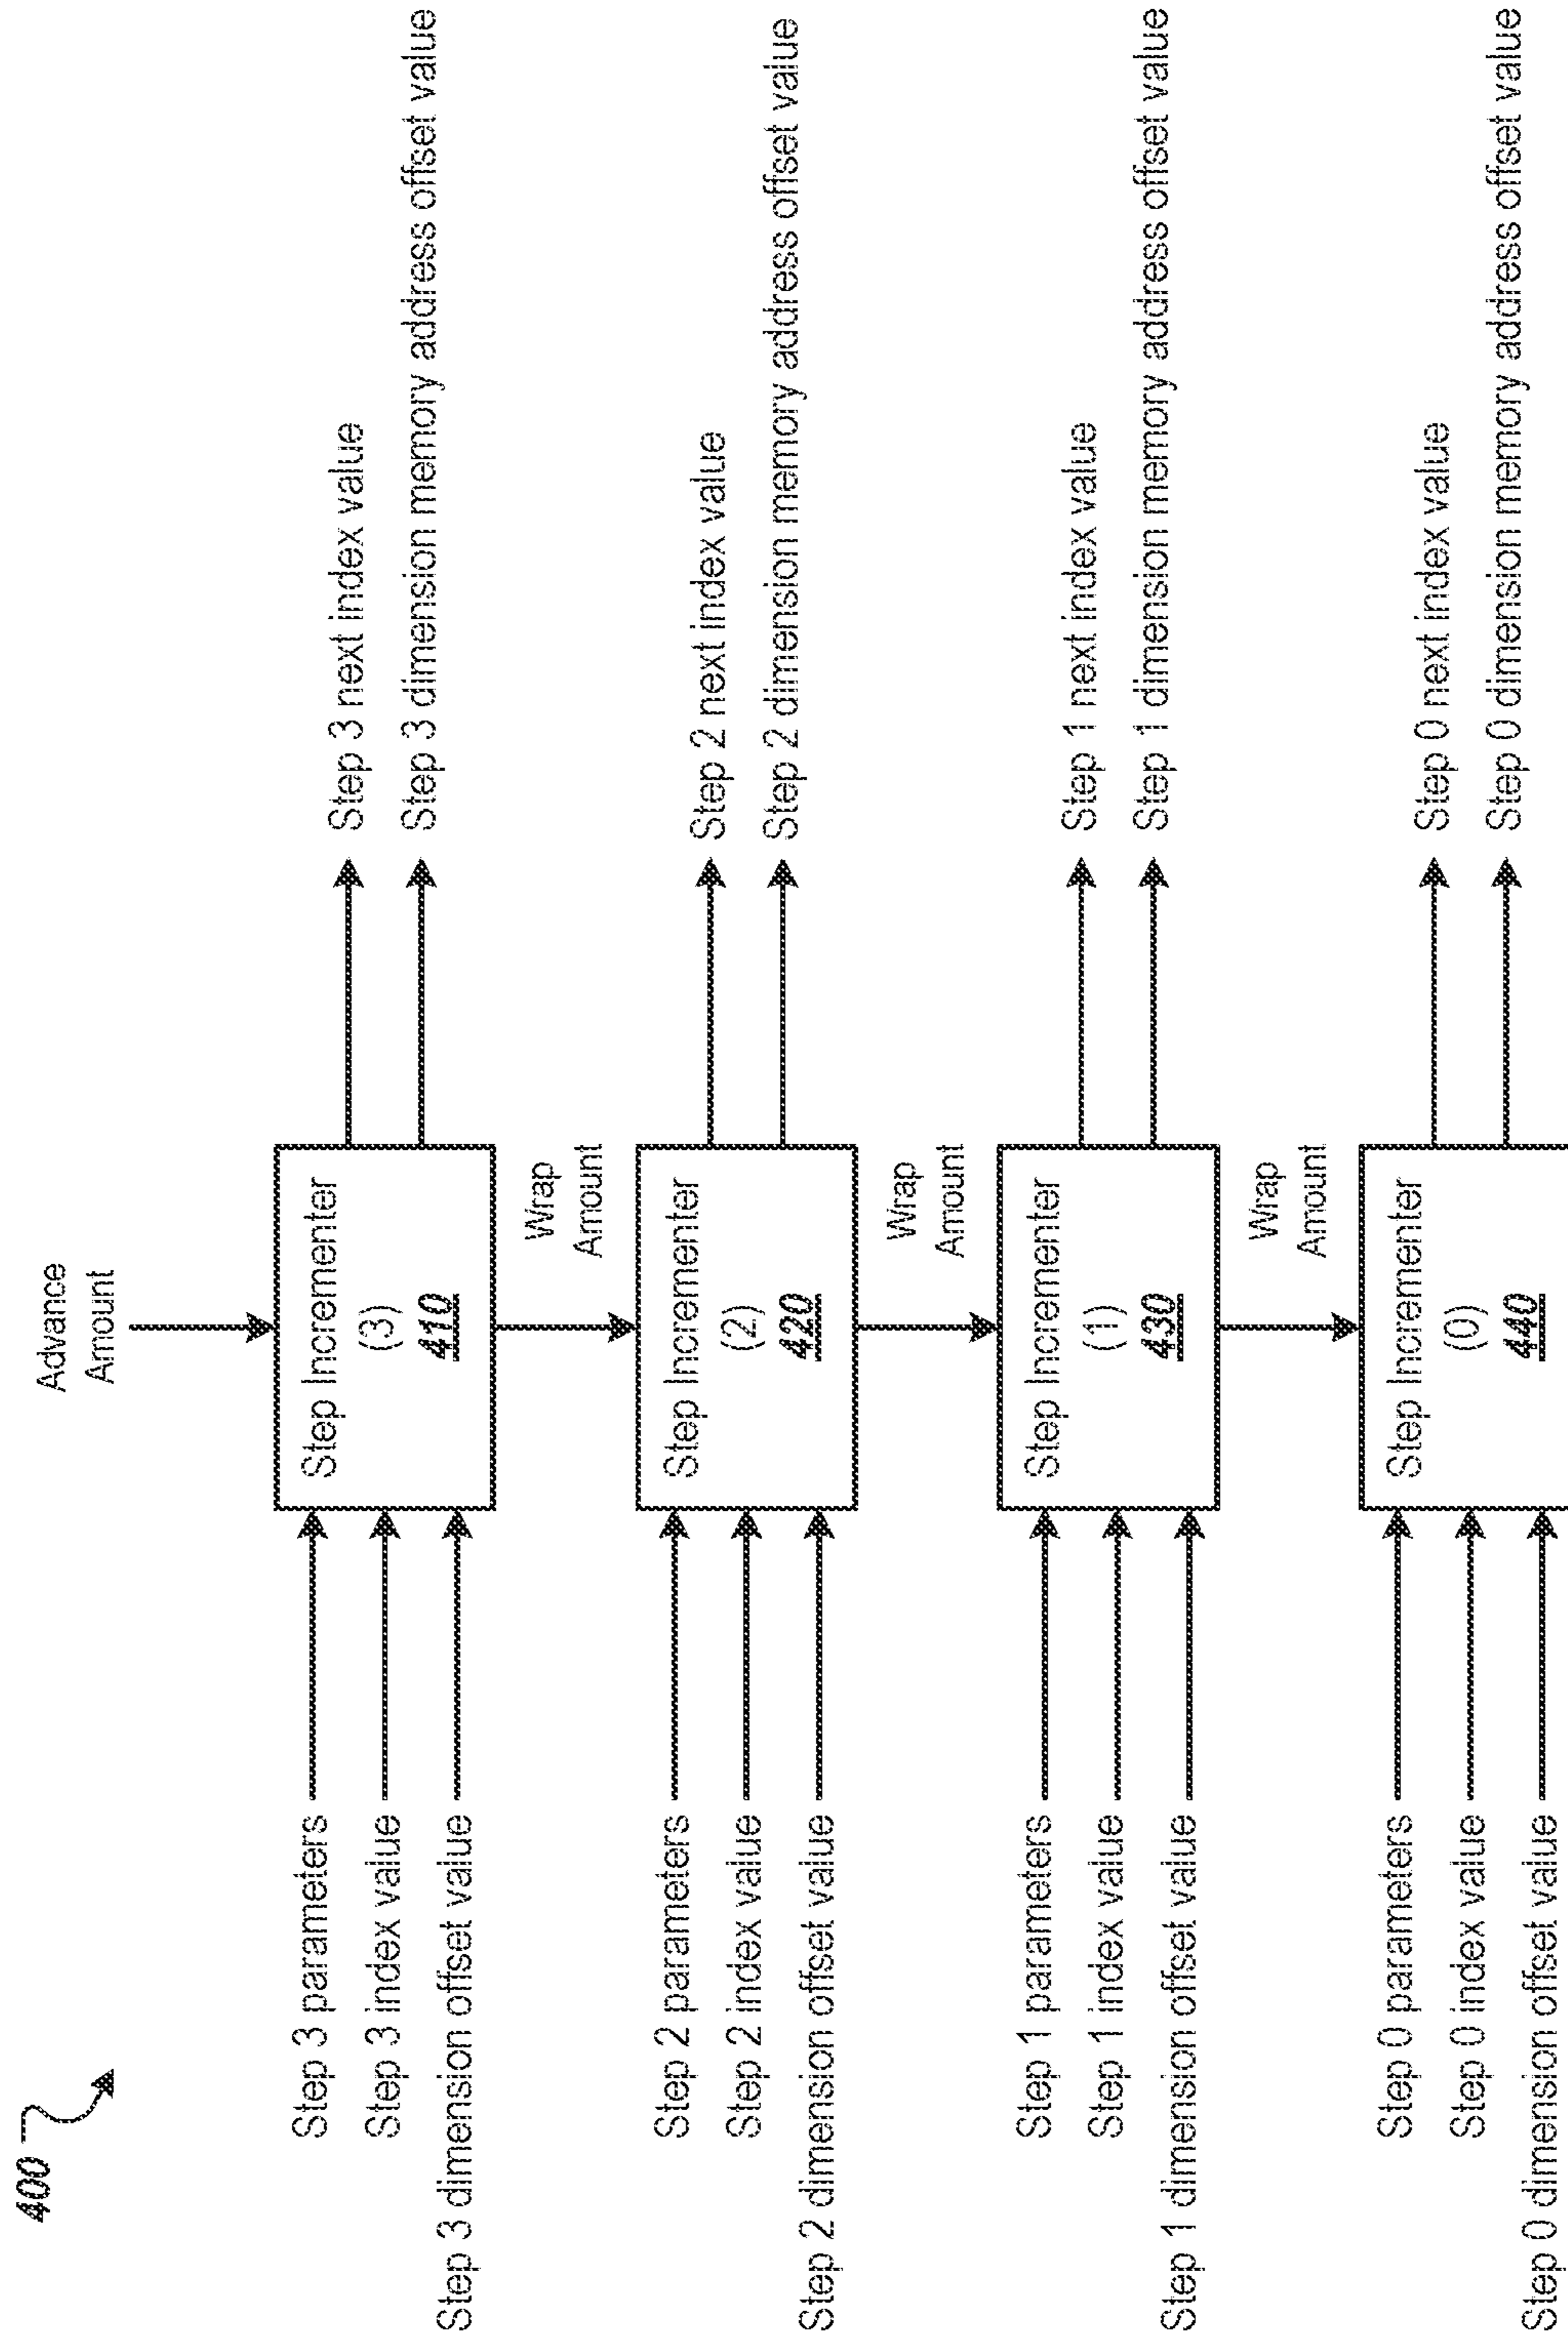 400
Advance
Amount
Step 3 parameters
Step 3 index value
Step 3 dimension offset value
Step Incrementer
(3)
410
Step 3 next index value
Step 3 dimension memory address offset value
Wrap
Amount
Step 2 parameters
Step 2 index value
Step 2 dimension offset value
Step Incrementer
(2)
420
Step 2 next index value
Step 2 dimension memory address offset value
Wrap
Amount
Step 1 parameters
Step 1 index value
Step 1 dimension offset value
Step Incrementer
(1)
430
Step 1 next index value
Step 1 dimension memory address offset value
Wrap
Amount
Step 0 parameters
Step 0 index value
Step 0 dimension offset value
Step Incrementer
(0)
440
Step 0 next index value
Step 0 dimension memory address offset value